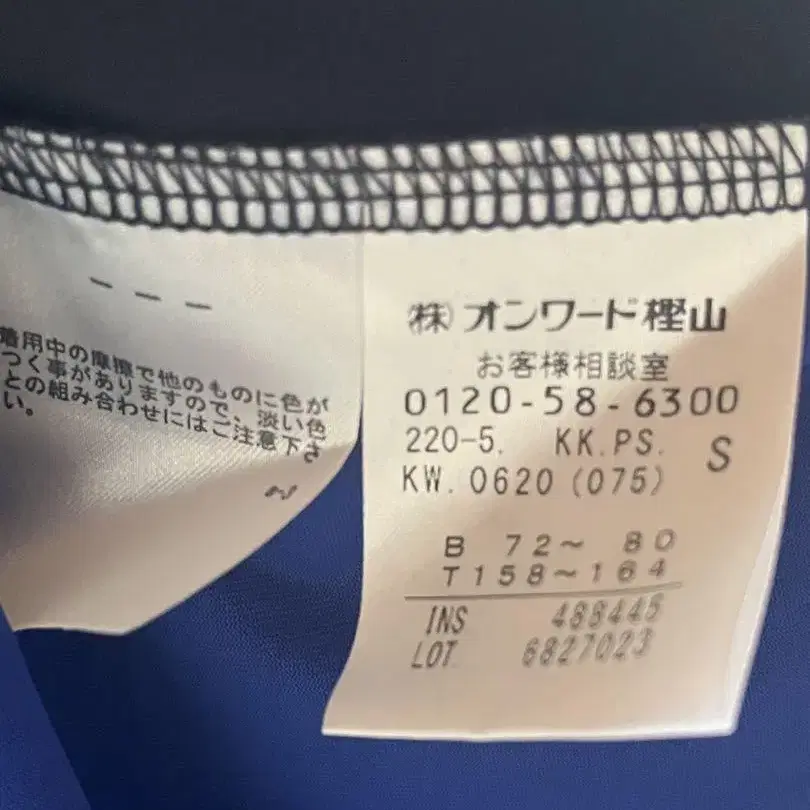 - - -
着用中の摩擦で他のものに色が
つく事がありますので、淡い色
との組み合わせにはご注意下さ
い。
㈱オンワード樫山
お客様相談室
0120-58-6300
220-5. KK.PS. S
KW. 0620 (075)
B 72〜 80
T158〜164
INS 488445
LOT 6827023